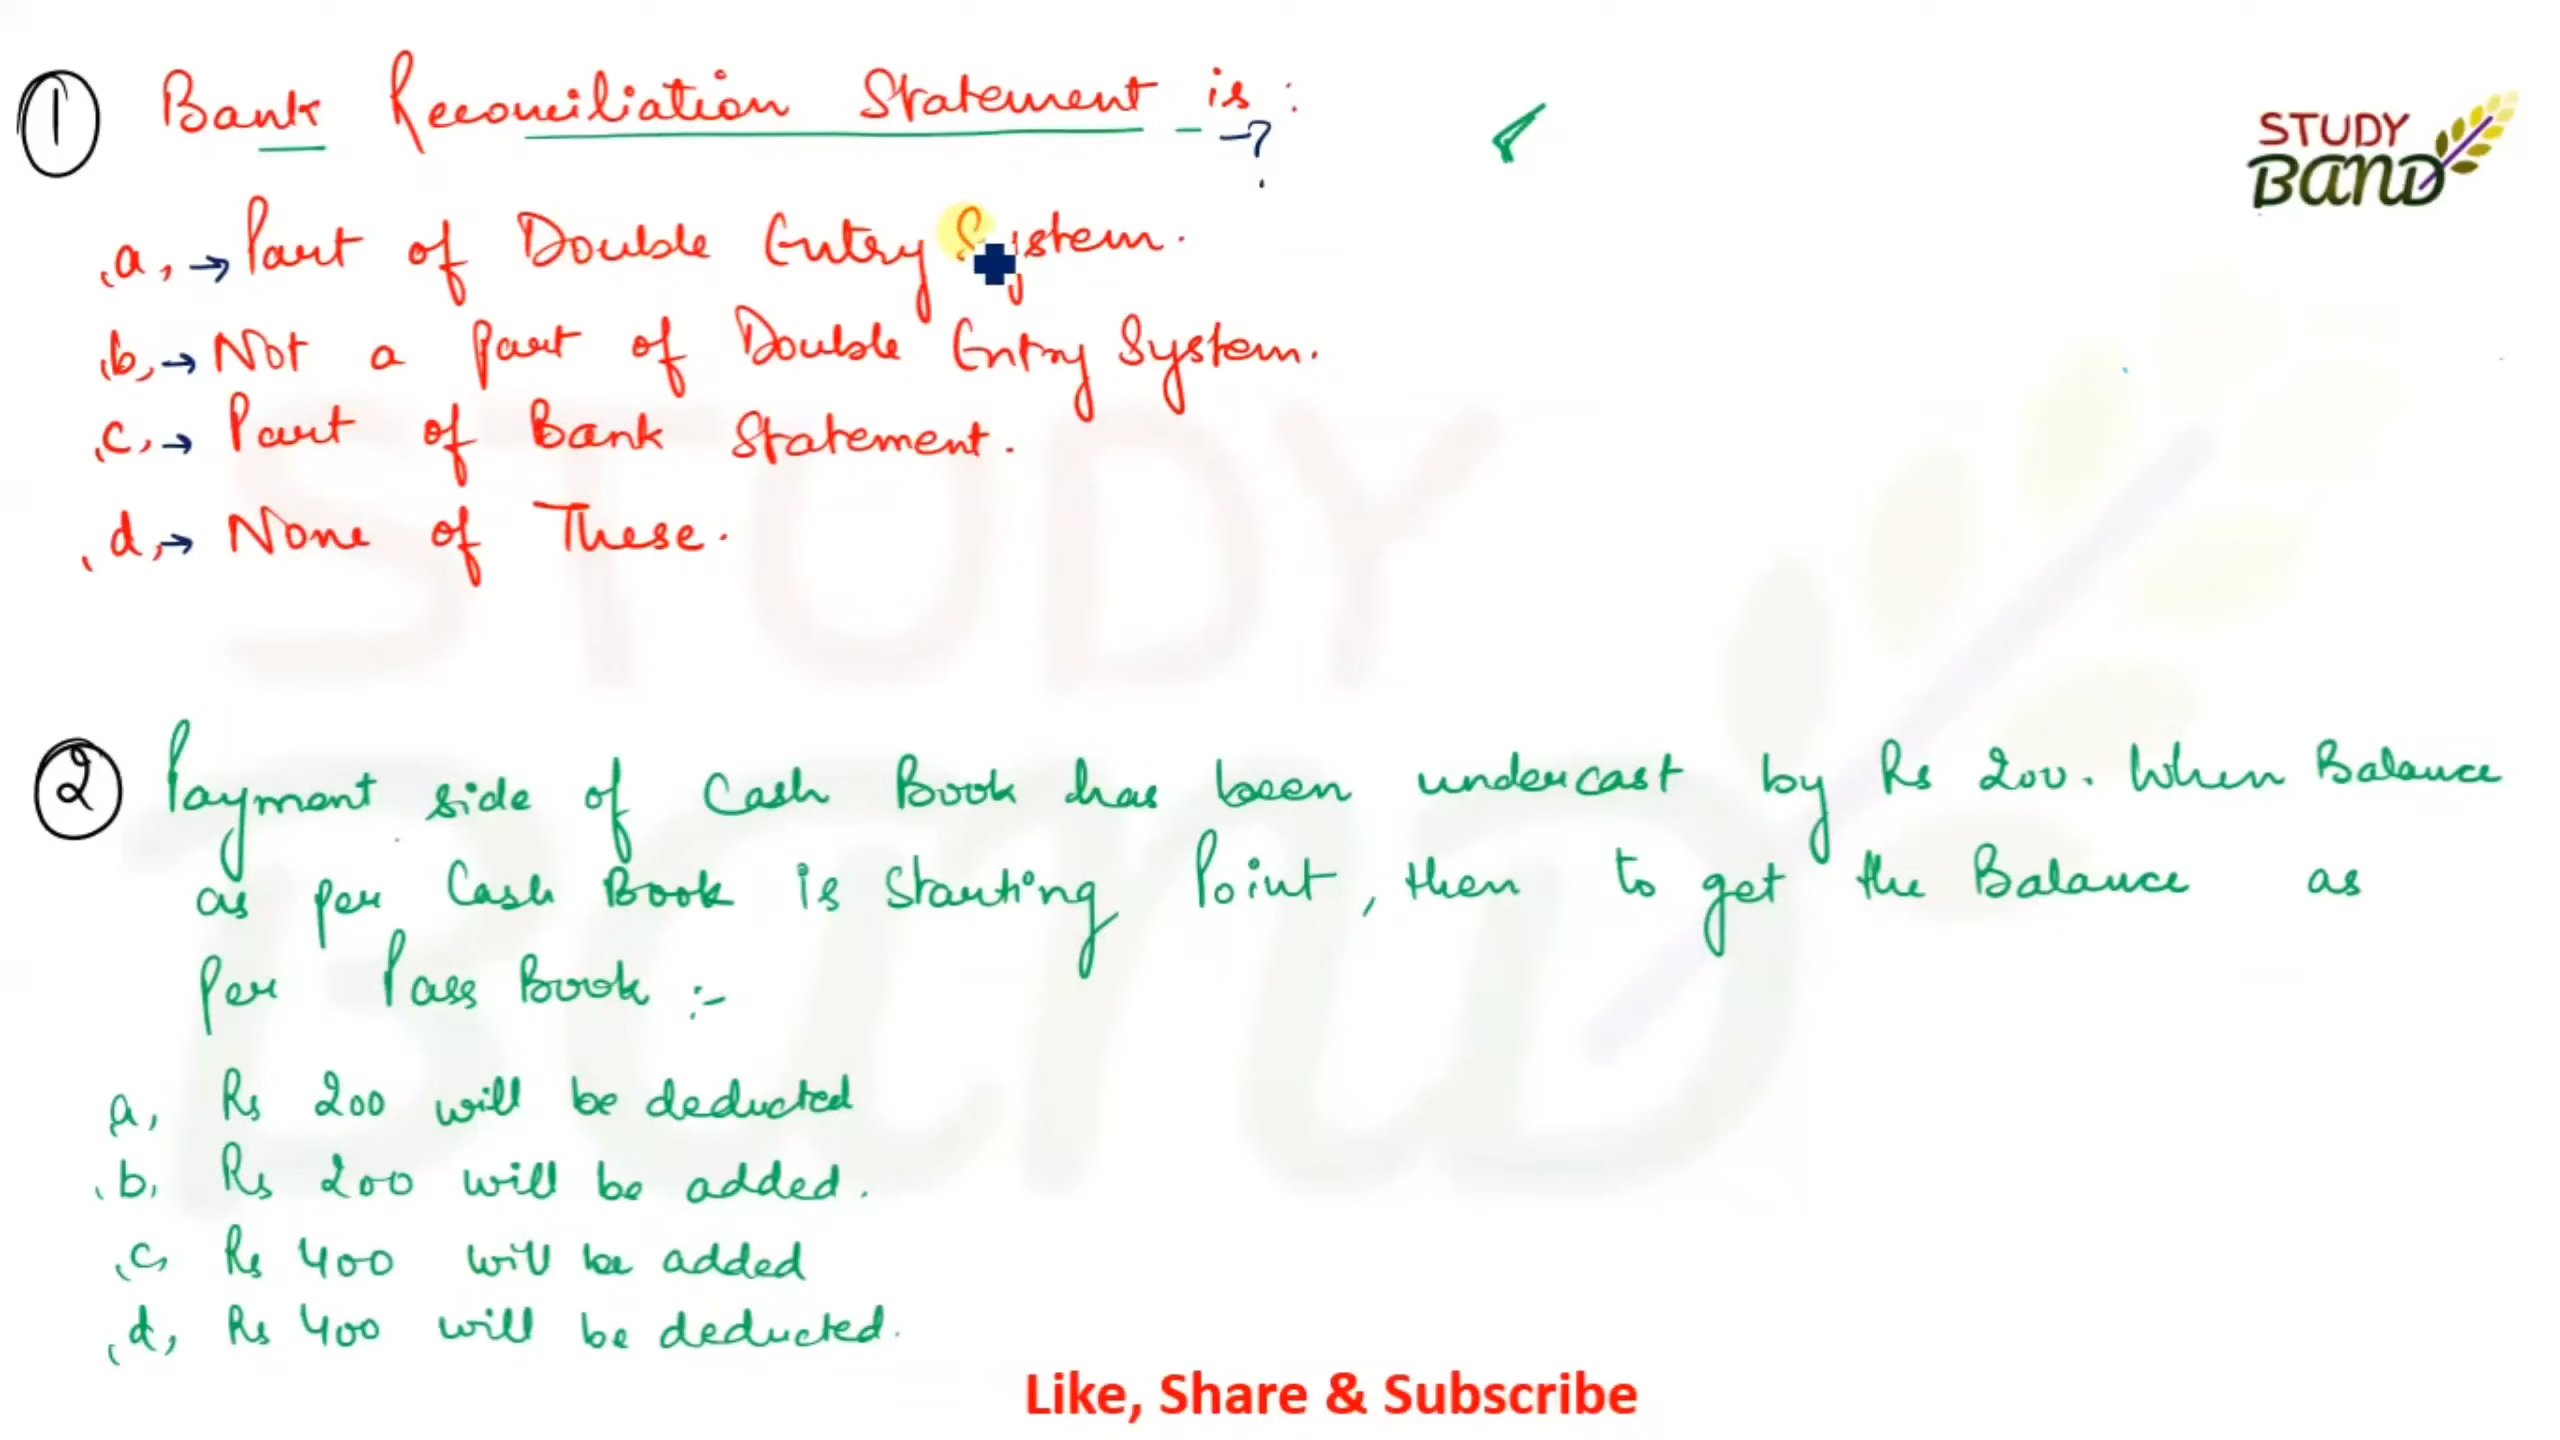 1 Bank Reconciliation Statement is : -?
STUDY
BAND
a, → Part of Double Entry System.
b, → Not a Part of Double Entry System.
c, → Part of Bank Statement.
d, → None of These.
2 Payment side of Cash Book has been undercast by Rs 200. When Balance
as per Cash Book is Starting Point, then to get the Balance as
Per Pass Book :-
a, Rs 200 will be deducted
b, Rs 200 will be added.
c, Rs 400 will be added
d, Rs 400 will be deducted.
STUDY
BAND
Like, Share & Subscribe